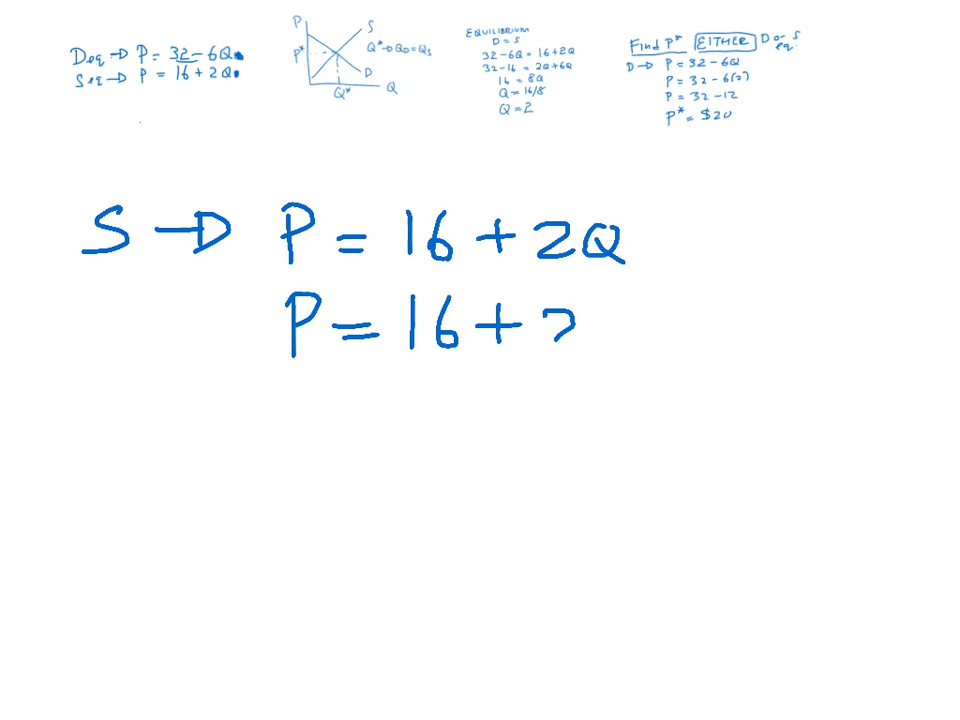 Deq → P = 32 - 6Q
Seq → P = 16 + 2Q
P
S
P*
Q* → QD = QS
D
Q* Q
EQUILIBRIUM
D = S
32 - 6Q = 16 + 2Q
32 - 16 = 2Q + 6Q
16 = 8Q
Q = 16/8
Q = 2
Find P* EITHER D or S eq.
D → P = 32 - 6Q
P = 32 - 6(2)
P = 32 - 12
P* = $20
S → P = 16 + 2Q
P = 16 + 2